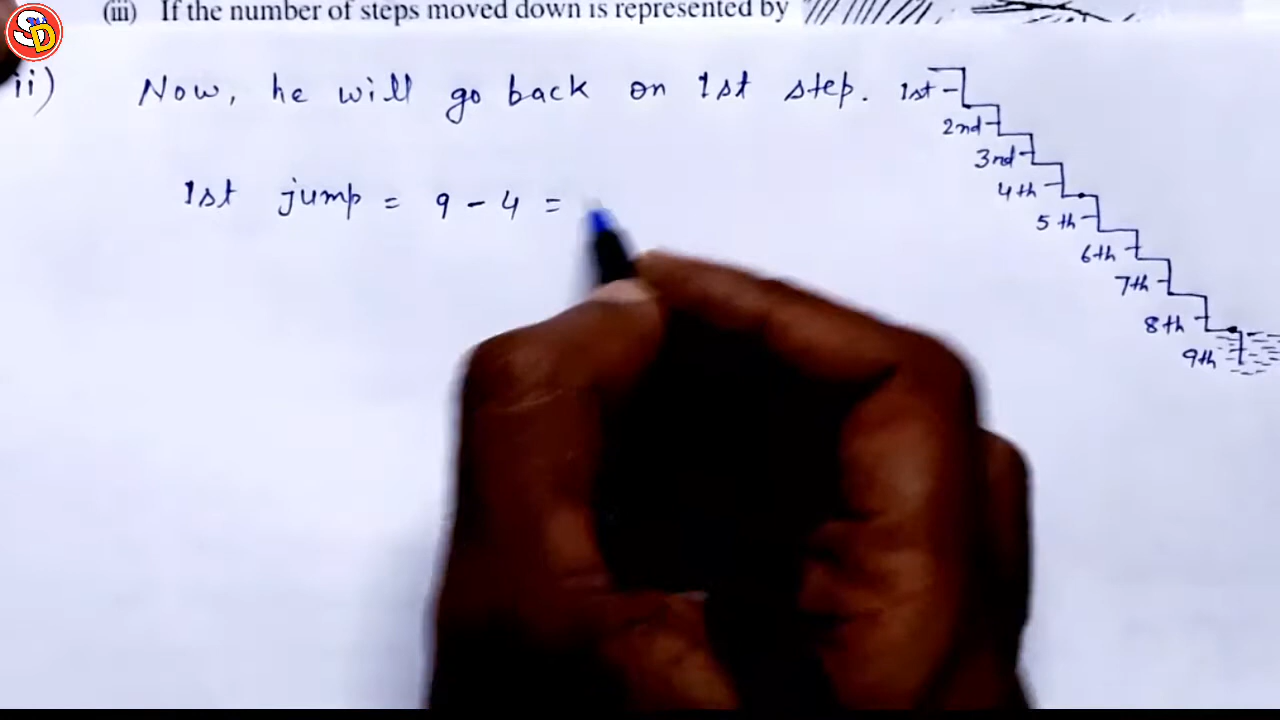 SD
(iii) If the number of steps moved down is represented by
ii) Now, he will go back on 1st step.
1st jump = 9 - 4 =
1st
2nd
3rd
4th
5th
6th
7th
8th
9th